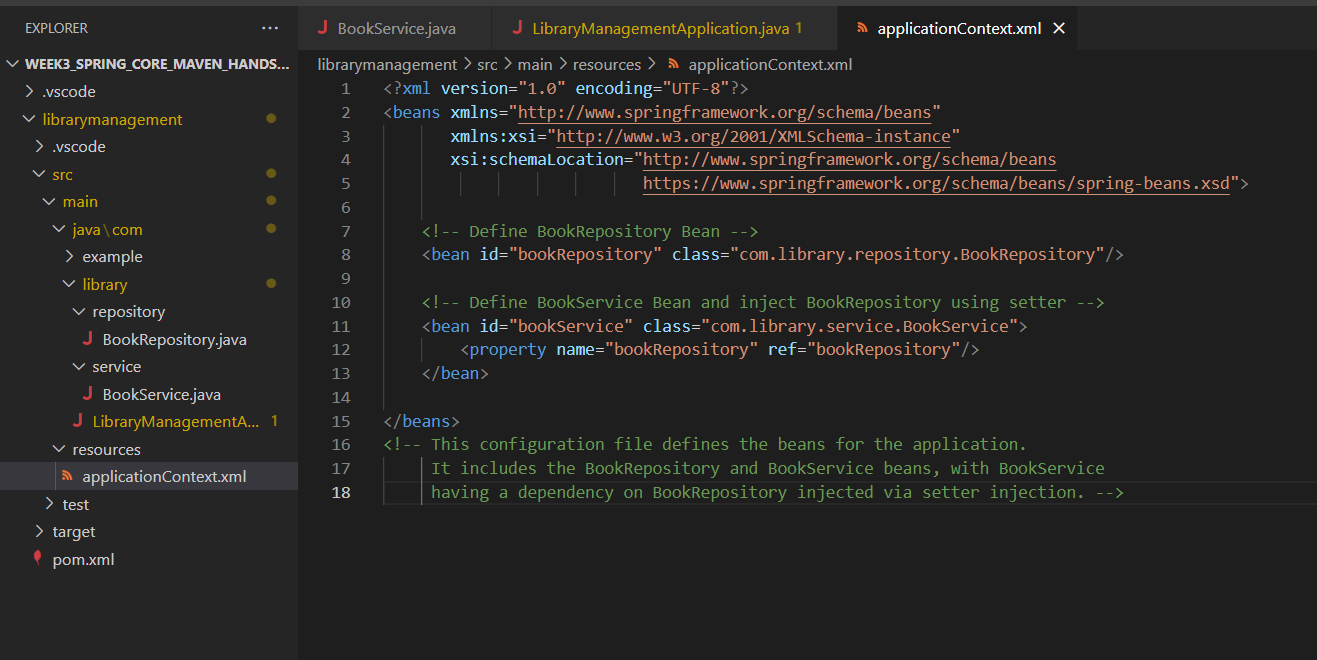 EXPLORER
BookService.java
LibraryManagementApplication.java 1
applicationContext.xml
WEEK3_SPRING_CORE_MAVEN_HANDS...
.vscode
librarymanagement
.vscode
src
main
java\com
example
library
repository
BookRepository.java
service
BookService.java
LibraryManagementA... 1
resources
applicationContext.xml
test
target
pom.xml
librarymanagement > src > main > resources > applicationContext.xml
1 <?xml version="1.0" encoding="UTF-8"?>
2 <beans xmlns="http://www.springframework.org/schema/beans"
3 xmlns:xsi="http://www.w3.org/2001/XMLSchema-instance"
4 xsi:schemaLocation="http://www.springframework.org/schema/beans
5 https://www.springframework.org/schema/beans/spring-beans.xsd">
6
7 <!-- Define BookRepository Bean -->
8 <bean id="bookRepository" class="com.library.repository.BookRepository"/>
9
10 <!-- Define BookService Bean and inject BookRepository using setter -->
11 <bean id="bookService" class="com.library.service.BookService">
12 <property name="bookRepository" ref="bookRepository"/>
13 </bean>
14
15 </beans>
16 <!-- This configuration file defines the beans for the application.
17 It includes the BookRepository and BookService beans, with BookService
18 having a dependency on BookRepository injected via setter injection. -->